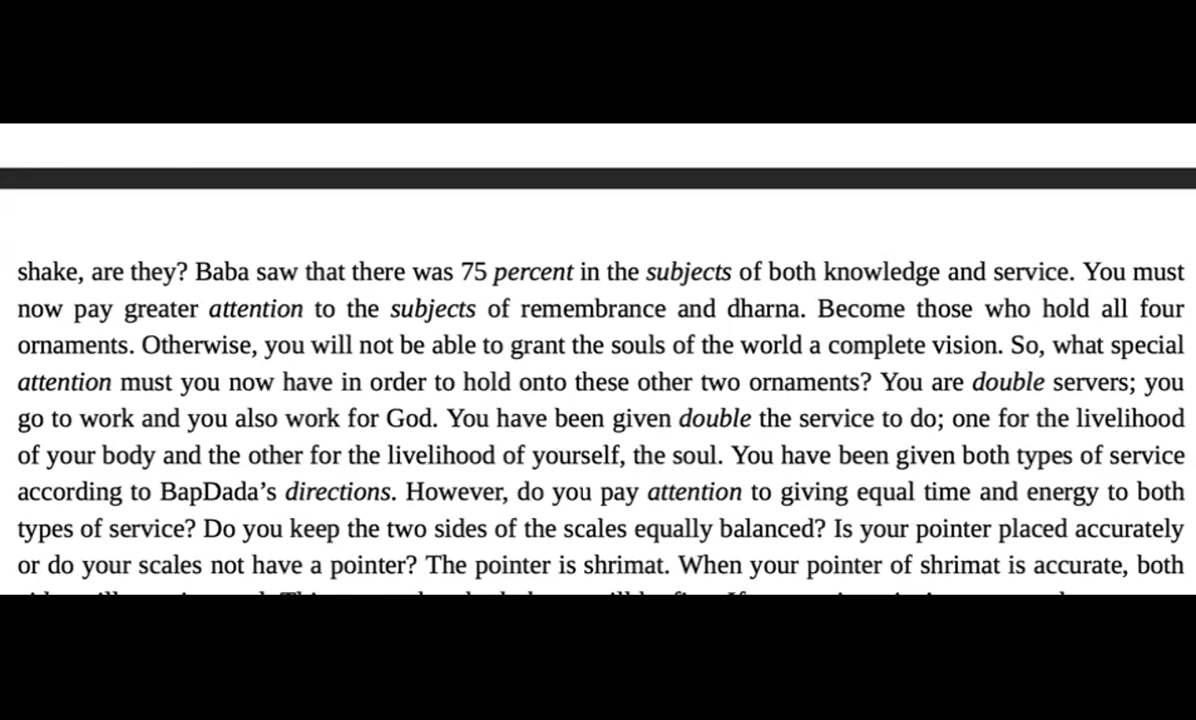 shake, are they? Baba saw that there was 75 percent in the subjects of both knowledge and service. You must
now pay greater attention to the subjects of remembrance and dharna. Become those who hold all four
ornaments. Otherwise, you will not be able to grant the souls of the world a complete vision. So, what special
attention must you now have in order to hold onto these other two ornaments? You are double servers; you
go to work and you also work for God. You have been given double the service to do; one for the livelihood
of your body and the other for the livelihood of yourself, the soul. You have been given both types of service
according to BapDada’s directions. However, do you pay attention to giving equal time and energy to both
types of service? Do you keep the two sides of the scales equally balanced? Is your pointer placed accurately
or do your scales not have a pointer? The pointer is shrimat. When your pointer of shrimat is accurate, both